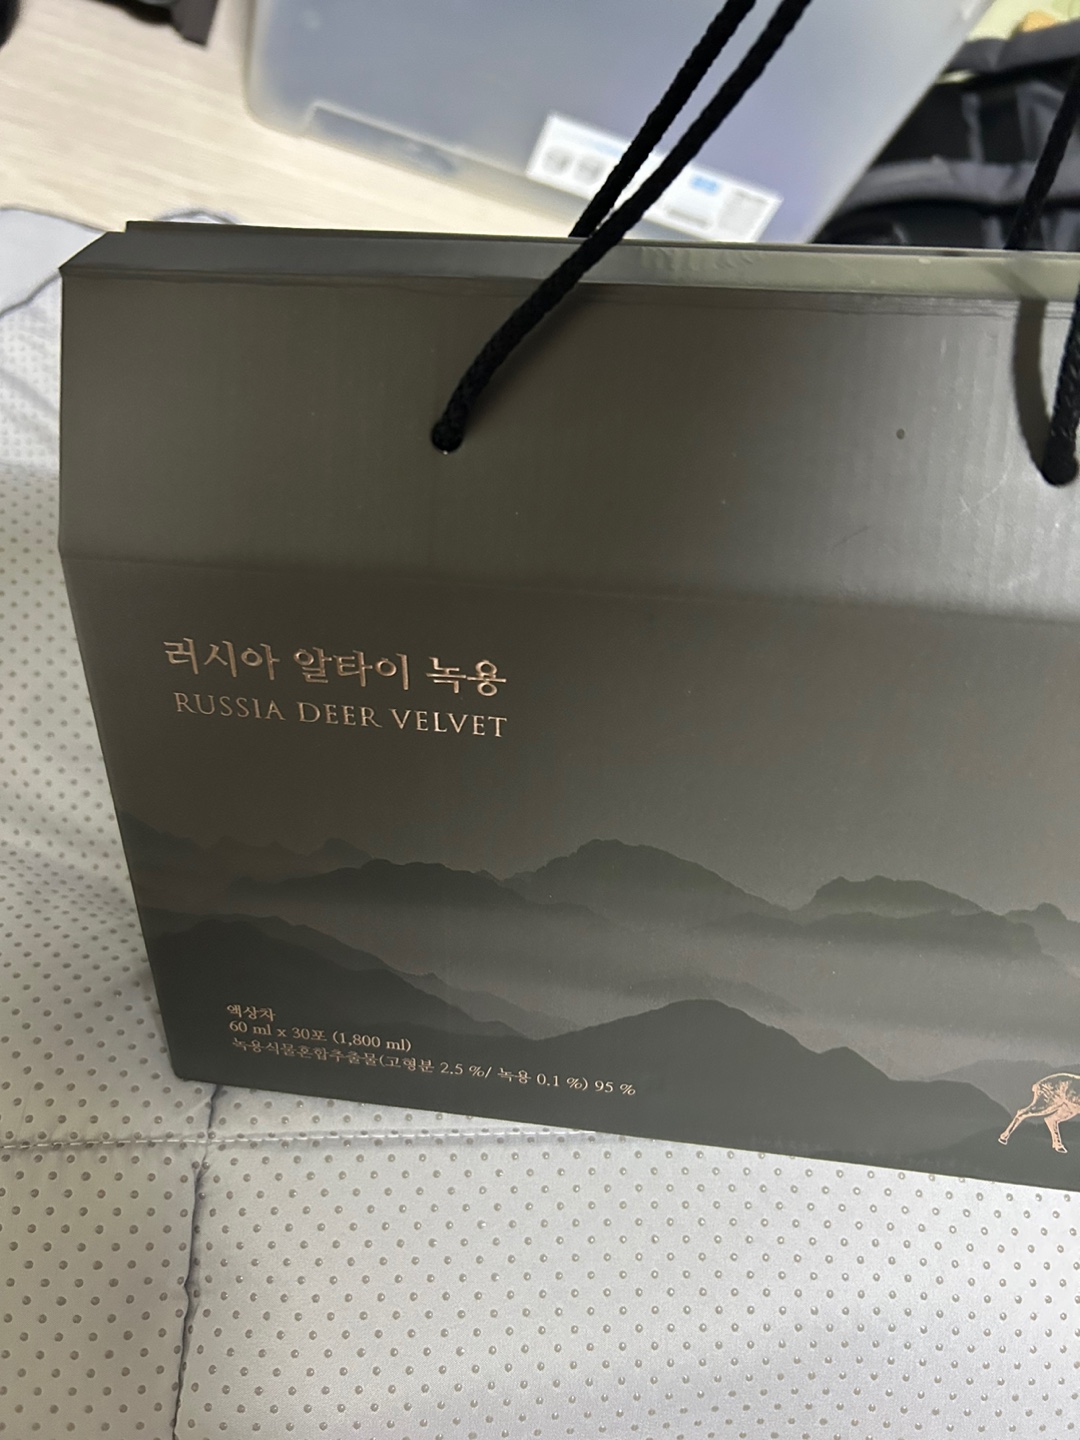 러시아 알타이 녹용
RUSSIA DEER VELVET
액상차
60 ml x 30포 (1,800 ml)
녹용식물혼합추출물(고형분 2.5 %/ 녹용 0.1 %) 95 %